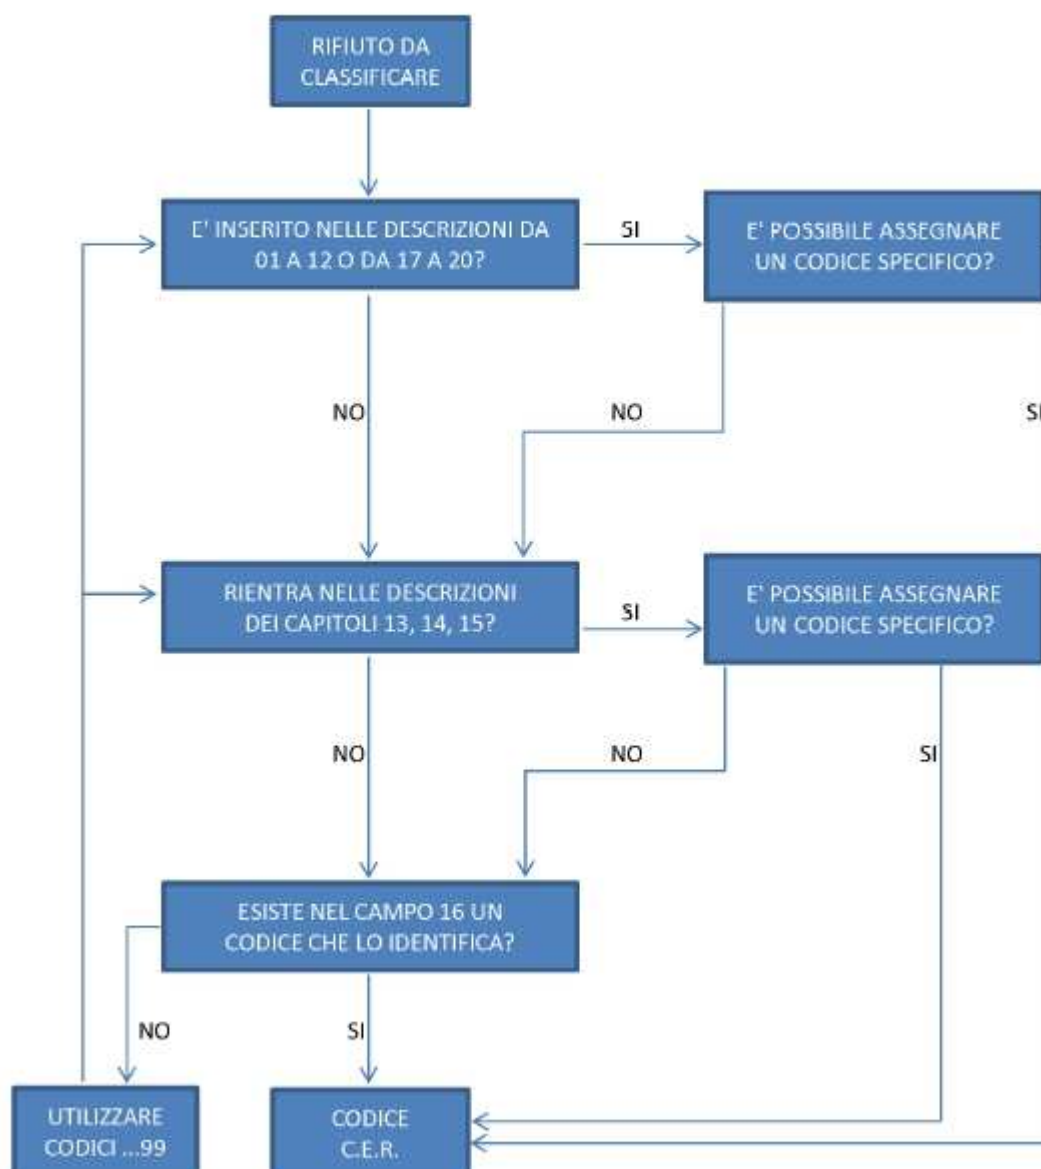 RIFIUTO DA
CLASSIFICARE
E' INSERITO NELLE DESCRIZIONI DA
01 A 12 O DA 17 A 20?
SI
E' POSSIBILE ASSEGNARE
UN CODICE SPECIFICO?
NO
NO
SI
RIENTRA NELLE DESCRIZIONI
DEI CAPITOLI 13, 14, 15?
SI
E' POSSIBILE ASSEGNARE
UN CODICE SPECIFICO?
NO
NO
SI
ESISTE NEL CAMPO 16 UN
CODICE CHE LO IDENTIFICA?
NO
SI
UTILIZZARE
CODICI ...99
CODICE
C.E.R.